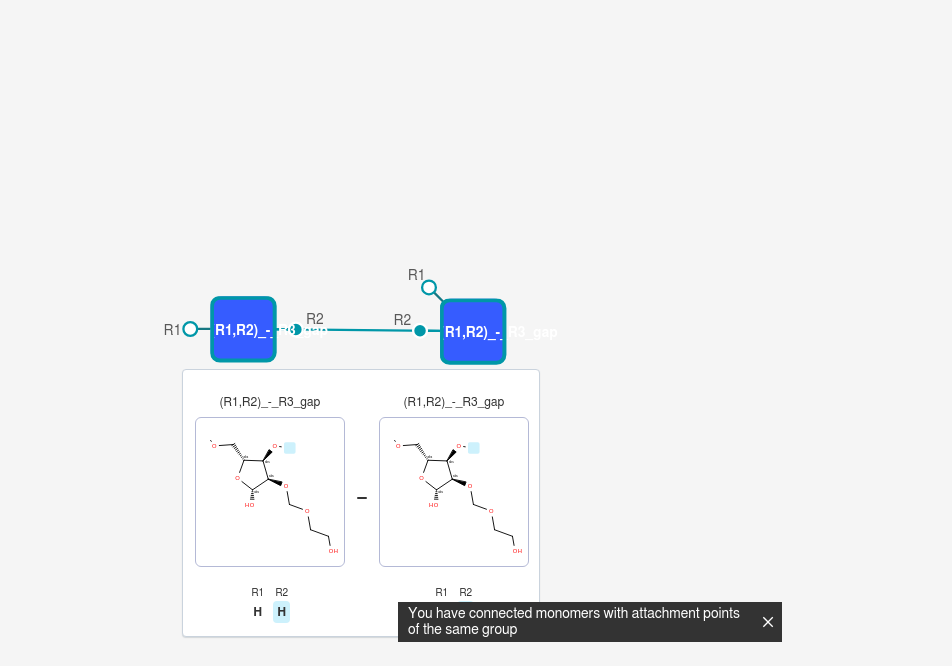 R1
R2
R2
R1
R1,R2)_-_R3_gap
R1,R2)_-_R3_gap
(R1,R2)_-_R3_gap
(R1,R2)_-_R3_gap
O
O
O
O
HO
O
OH
O
O
O
O
HO
O
OH
R1 R2
H H
R1 R2
You have connected monomers with attachment points
of the same group